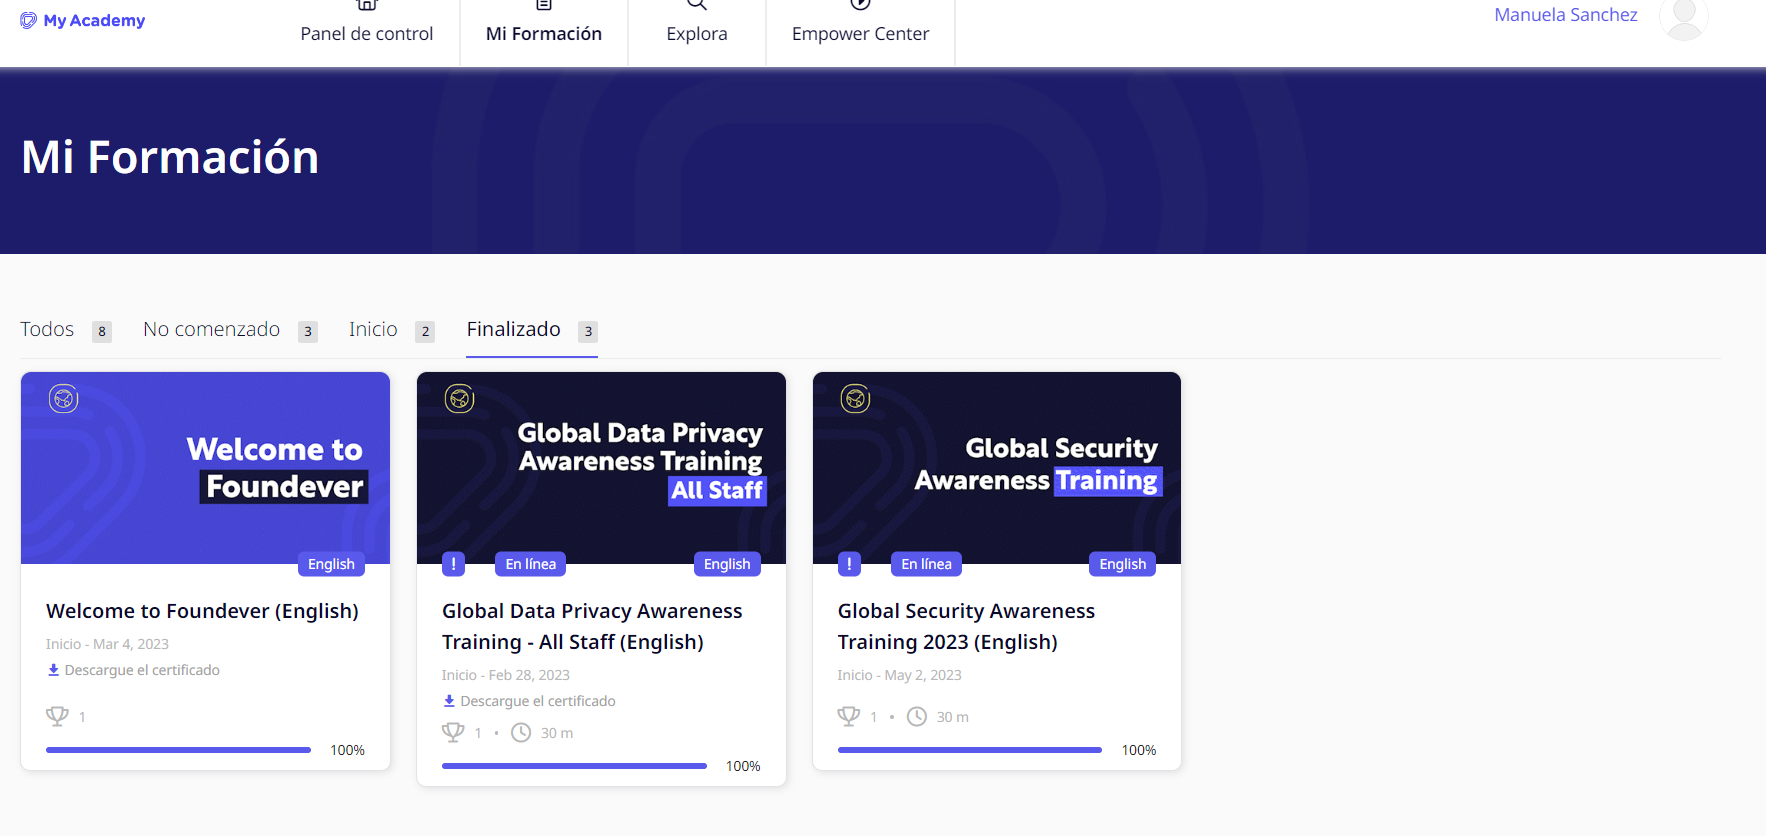 My Academy
Panel de control
Mi Formación
Explora
Empower Center
Manuela Sanchez
Mi Formación
Todos 8
No comenzado 3
Inicio 2
Finalizado 3
Welcome to
Foundever
English
Welcome to Foundever (English)
Inicio - Mar 4, 2023
Descargue el certificado
1
100%
Global Data Privacy
Awareness Training
All Staff
!
En línea
English
Global Data Privacy Awareness
Training - All Staff (English)
Inicio - Feb 28, 2023
Descargue el certificado
1 • 30 m
100%
Global Security
Awareness Training
!
En línea
English
Global Security Awareness
Training 2023 (English)
Inicio - May 2, 2023
1 • 30 m
100%